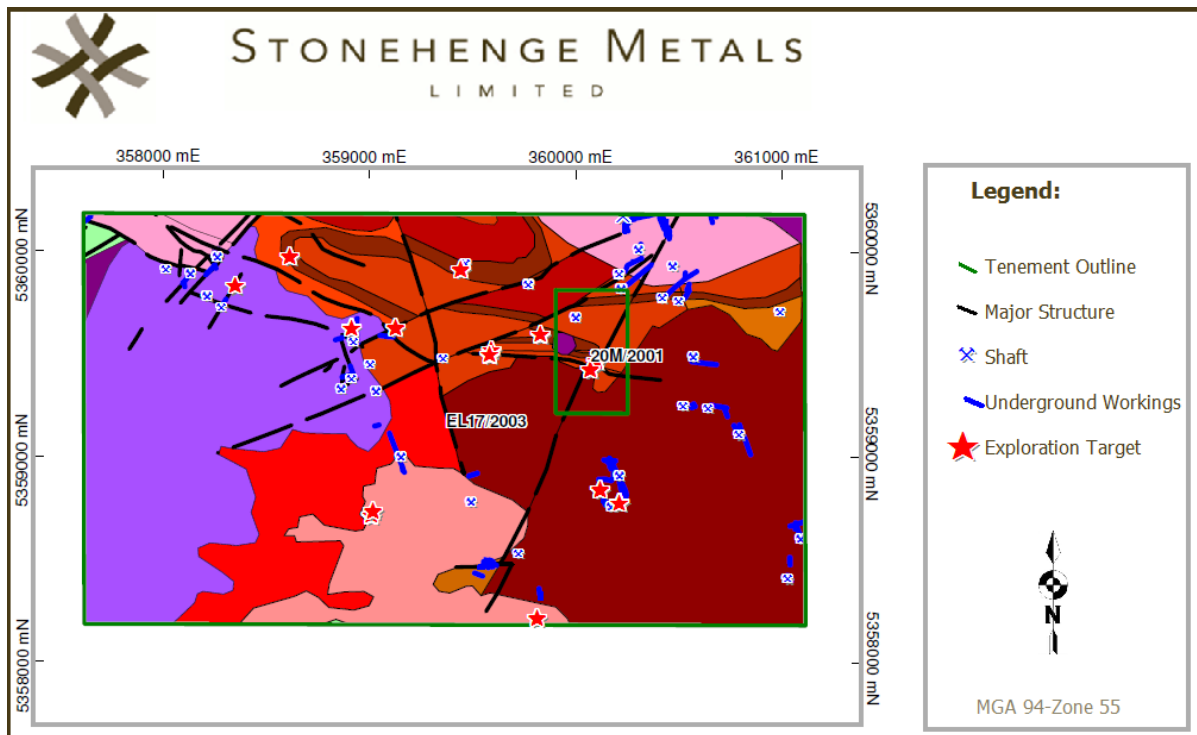 STONEHENGE METALS
LIMITED
358000 mE
359000 mE
360000 mE
361000 mE
5360000 mN
5360000 mN
5359000 mN
5359000 mN
5358000 mN
5358000 mN
20M/2001
EL17/2003
Legend:
Tenement Outline
Major Structure
Shaft
Underground Workings
Exploration Target
N
MGA 94-Zone 55